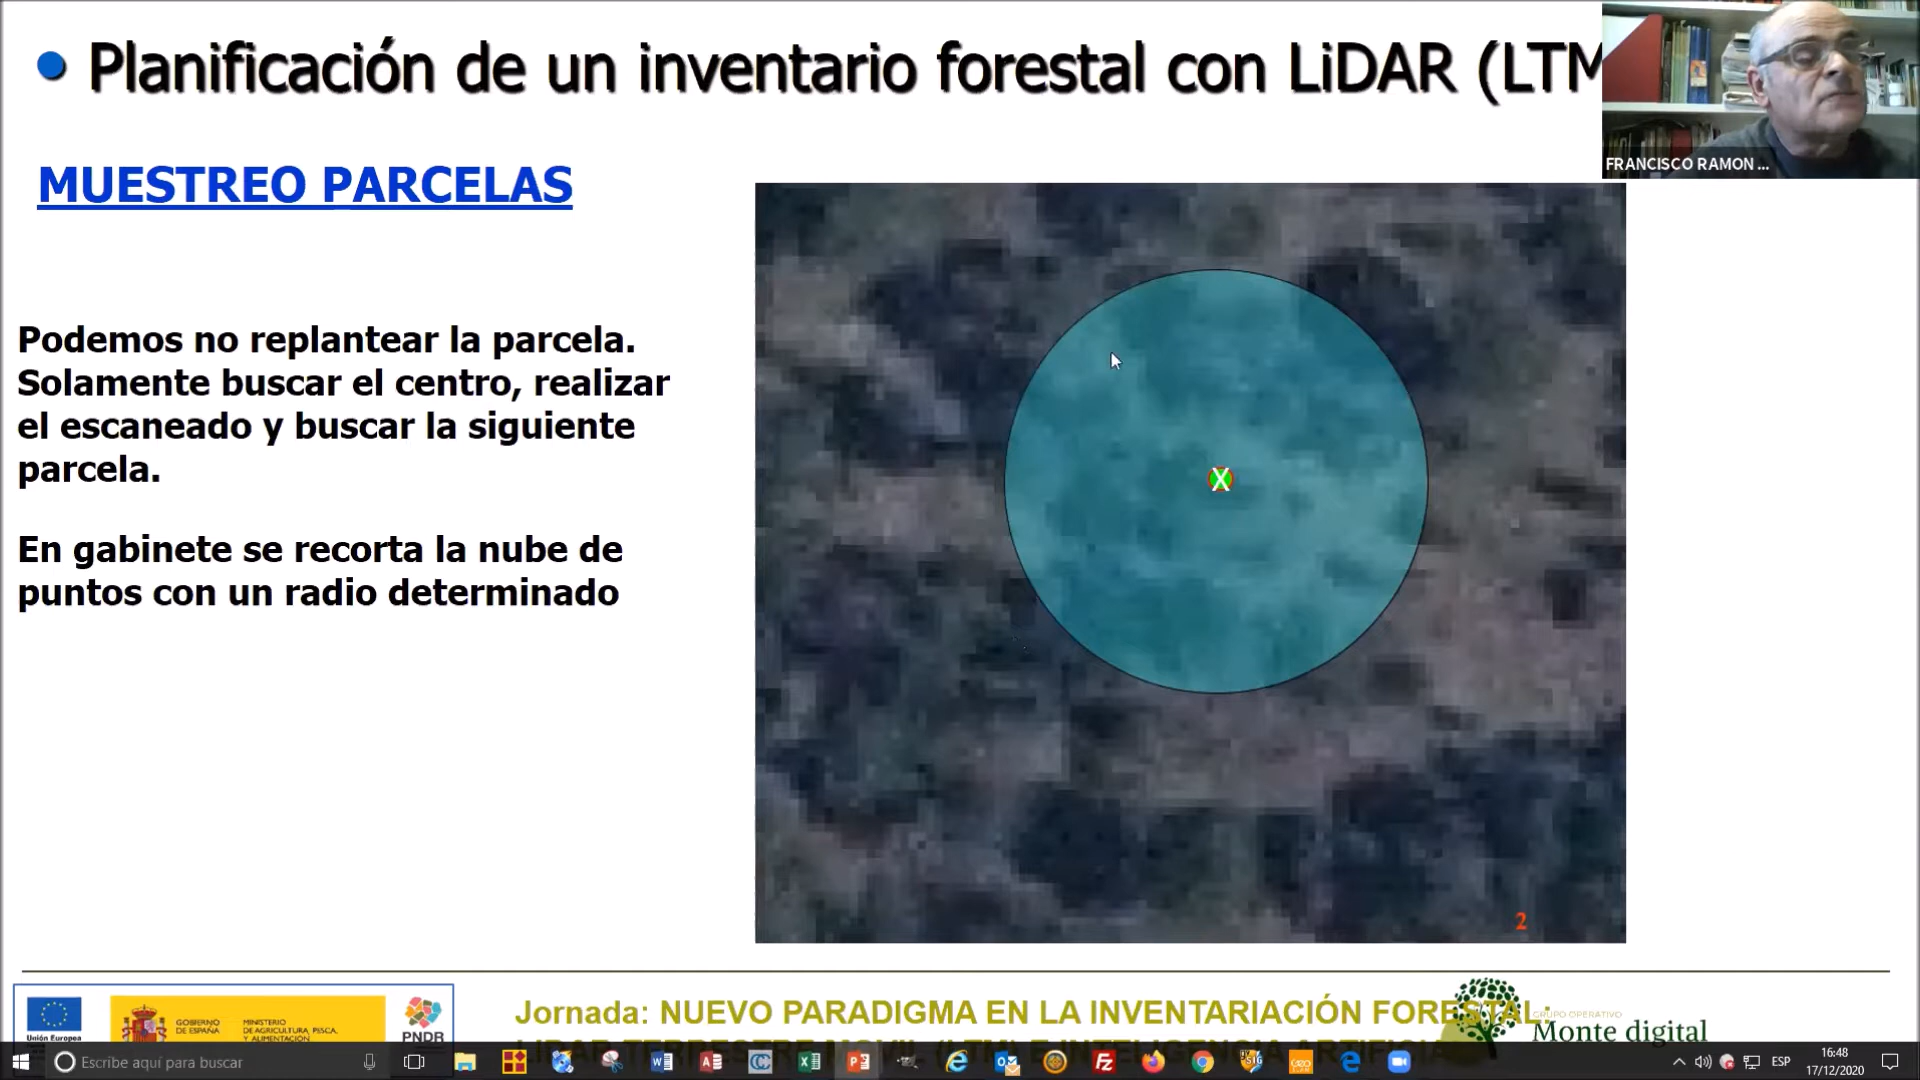 Planificación de un inventario forestal con LiDAR (LTM
FRANCISCO RAMON ...
MUESTREO PARCELAS
Podemos no replantear la parcela.
Solamente buscar el centro, realizar
el escaneado y buscar la siguiente
parcela.
En gabinete se recorta la nube de
puntos con un radio determinado
X
2
Unión Europea
GOBIERNO
DE ESPAÑA
MINISTERIO
DE AGRICULTURA, PESCA,
Y ALIMENTACIÓN
PNDR
Jornada: NUEVO PARADIGMA EN LA INVENTARIACIÓN FORESTAL:
GRUPO OPERATIVO
Monte digital
Escribe aquí para buscar
ESP
16:48
17/12/2020